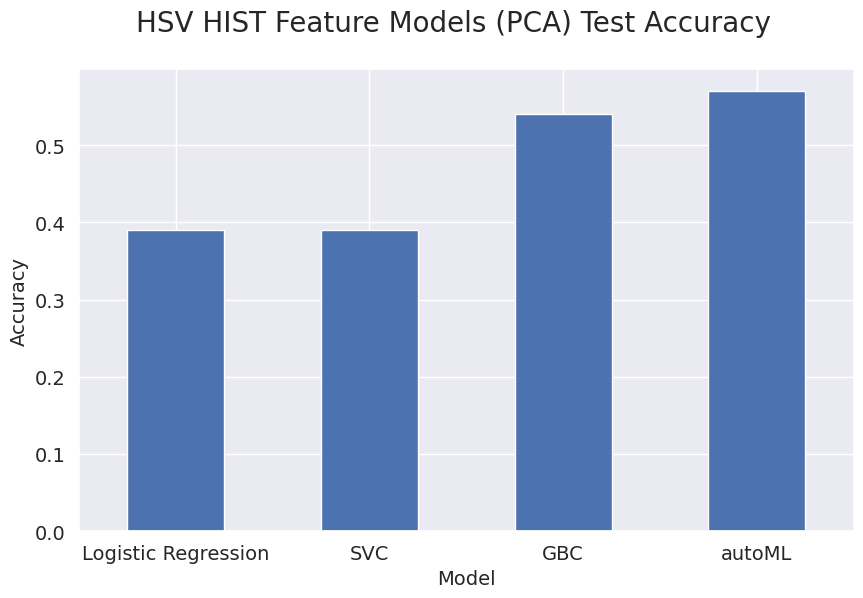 HSV HIST Feature Models (PCA) Test Accuracy
0.5
0.4
0.3
0.2
0.1
0.0
Accuracy
Logistic Regression SVC GBC autoML
Model